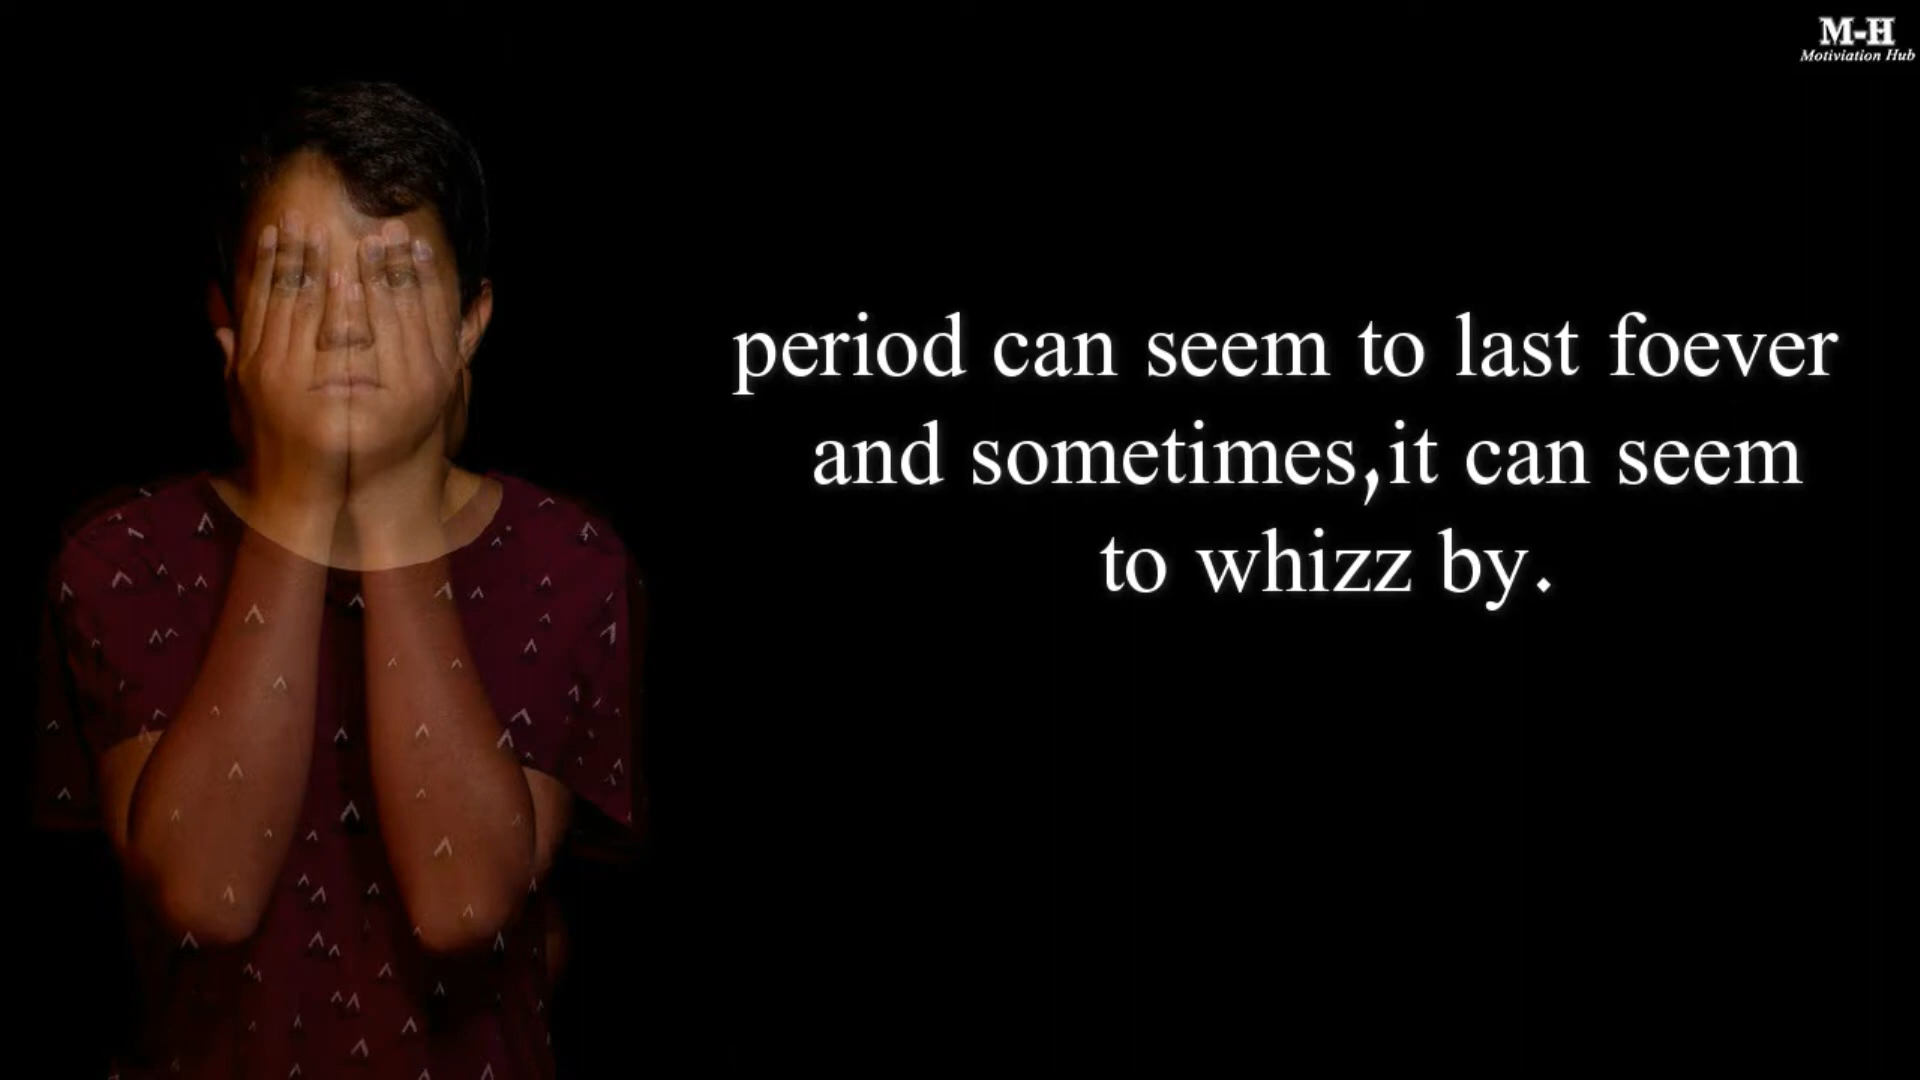 M-H
Motiviation Hub
period can seem to last foever
and sometimes,it can seem
to whizz by.